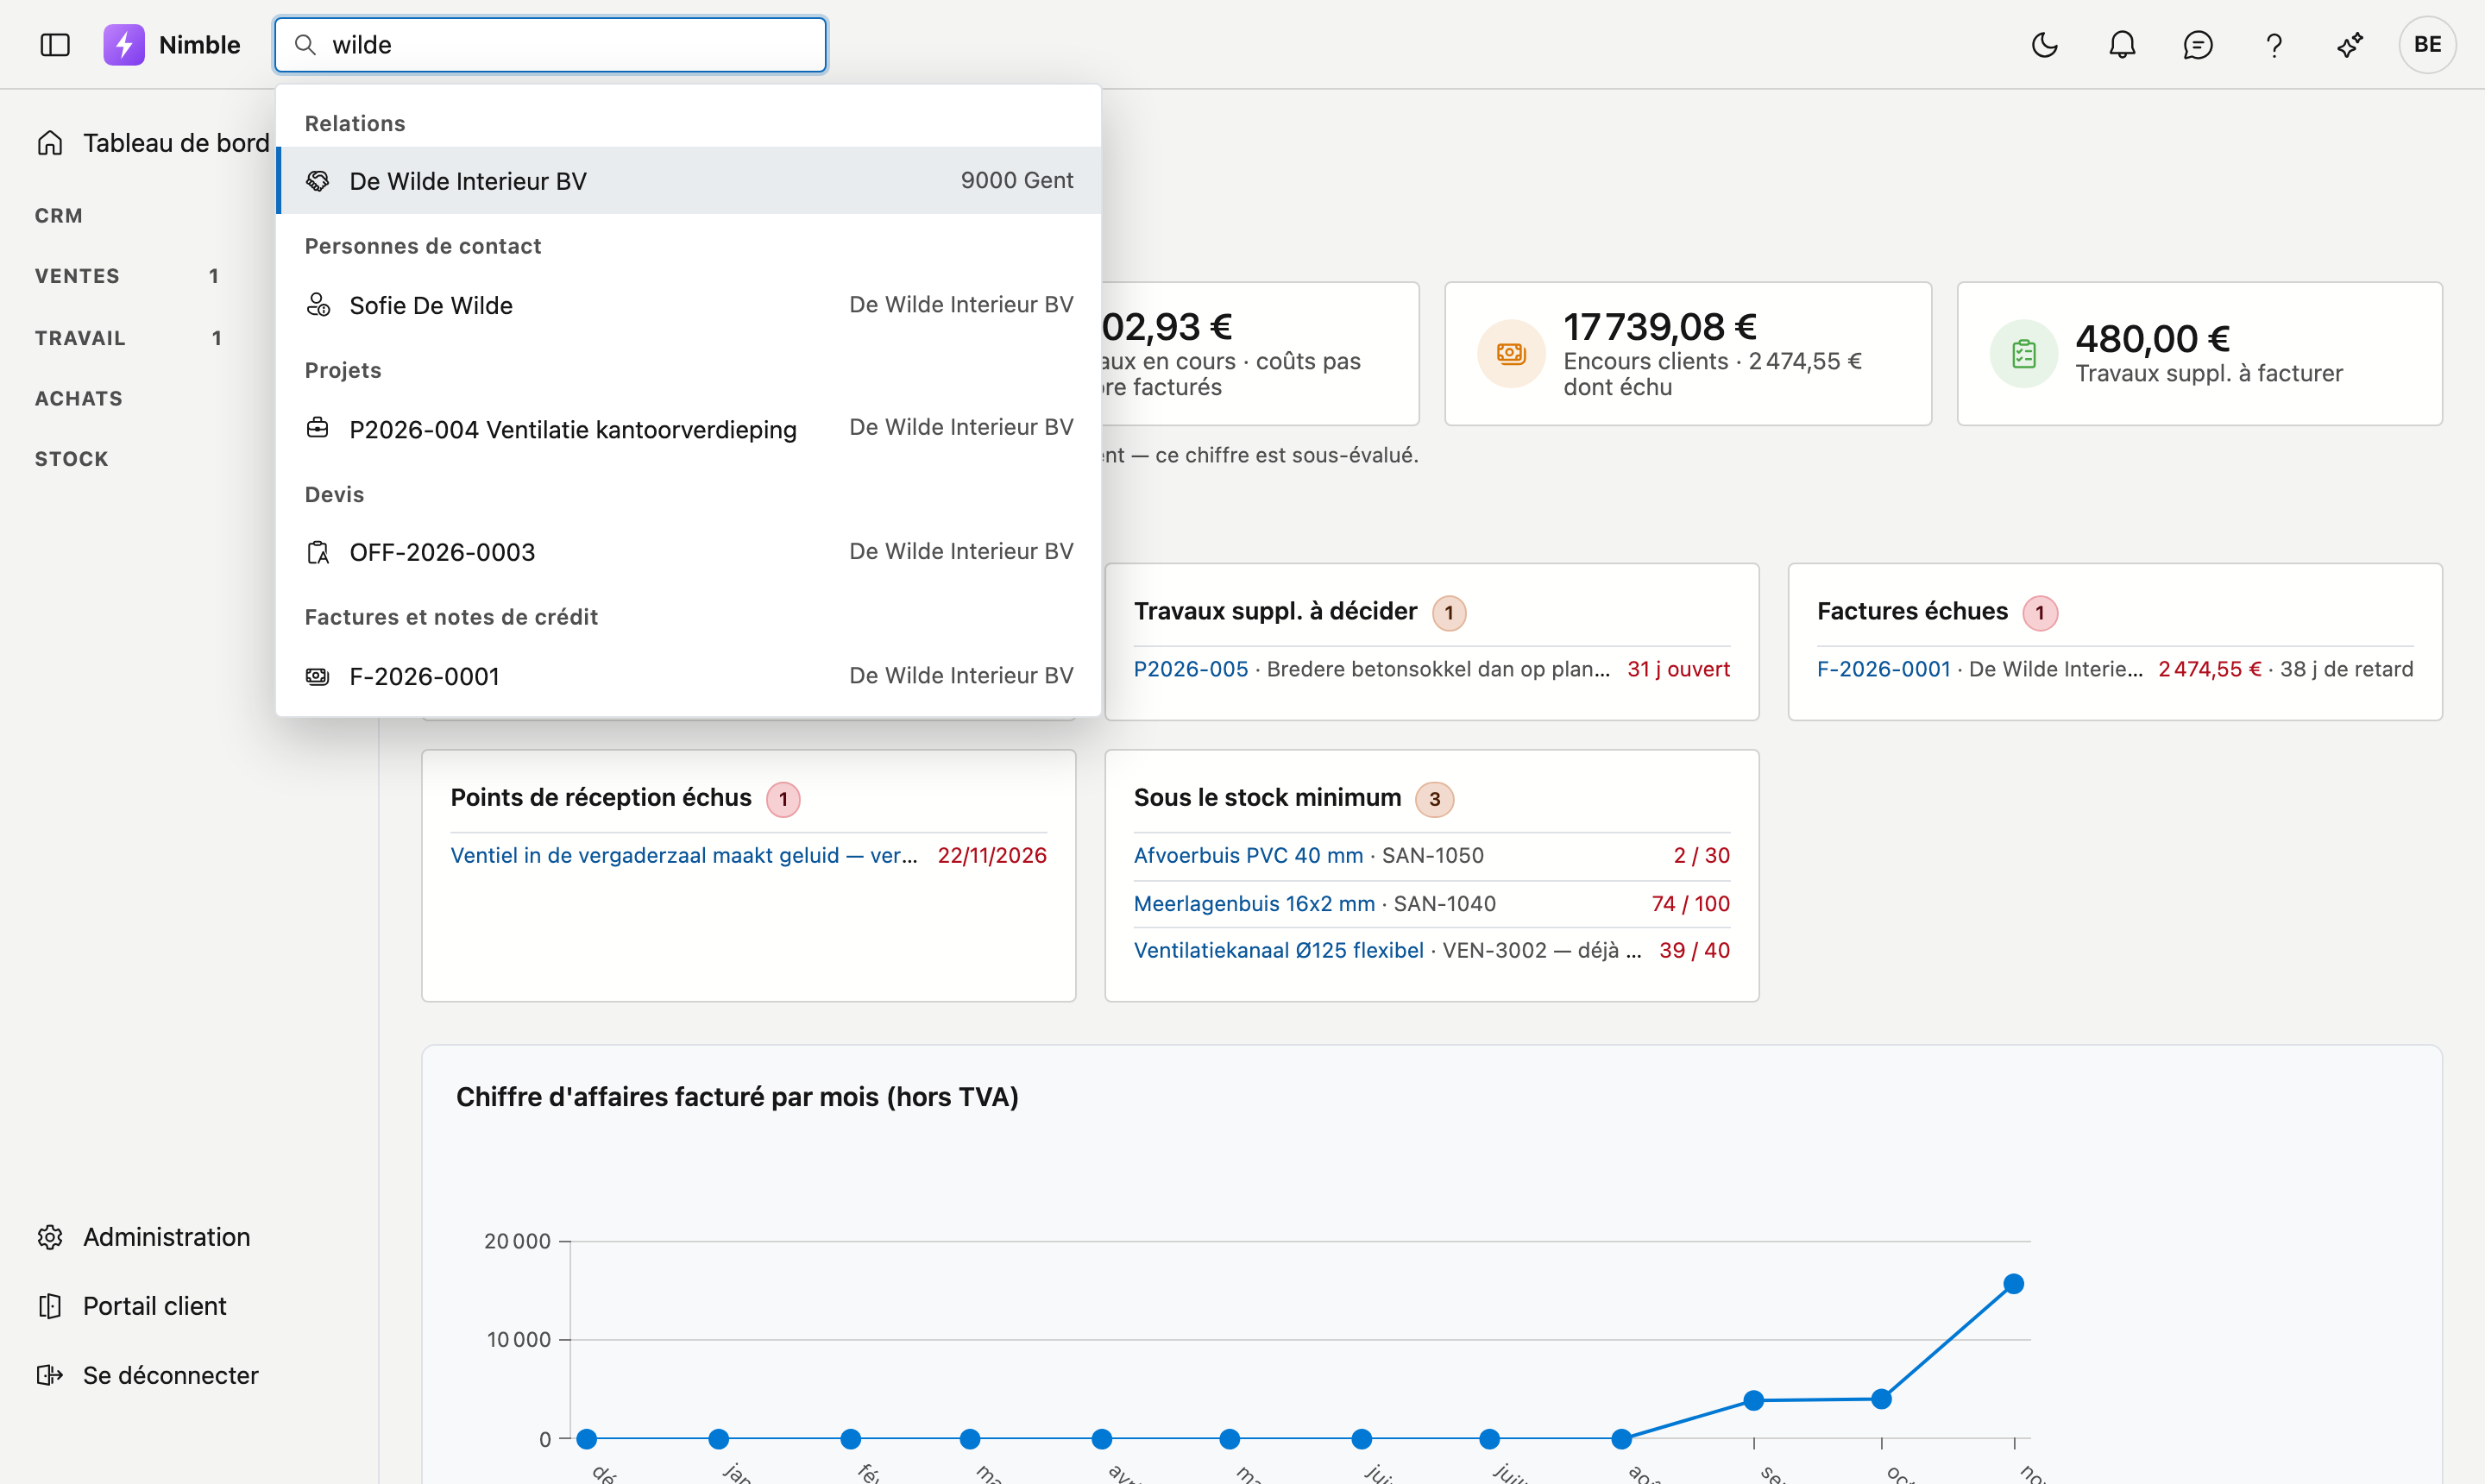 Nimble
wilde
BE
Tableau de bord
CRM
VENTES 1
TRAVAIL 1
ACHATS
STOCK
Administration
Portail client
Se déconnecter
Relations
De Wilde Interieur BV 9000 Gent
Personnes de contact
Sofie De Wilde De Wilde Interieur BV
Projets
P2026-004 Ventilatie kantoorverdieping De Wilde Interieur BV
Devis
OFF-2026-0003 De Wilde Interieur BV
Factures et notes de crédit
F-2026-0001 De Wilde Interieur BV
02,93 €
en cours · coûts pas
facturés
17 739,08 €
Encours clients · 2 474,55 €
dont échu
480,00 €
Travaux suppl. à facturer
— ce chiffre est sous-évalué.
Travaux suppl. à décider 1
P2026-005 · Bredere betonsokkel dan op plan... 31 j ouvert
Factures échues 1
F-2026-0001 · De Wilde Interie... 2 474,55 € · 38 j de retard
Points de réception échus 1
Ventiel in de vergaderzaal maakt geluid — ver... 22/11/2026
Sous le stock minimum 3
Afvoerbuis PVC 40 mm · SAN-1050 2 / 30
Meerlagenbuis 16x2 mm · SAN-1040 74 / 100
Ventilatiekanaal Ø125 flexibel · VEN-3002 — déjà ... 39 / 40
Chiffre d'affaires facturé par mois (hors TVA)
20 000
10 000
0